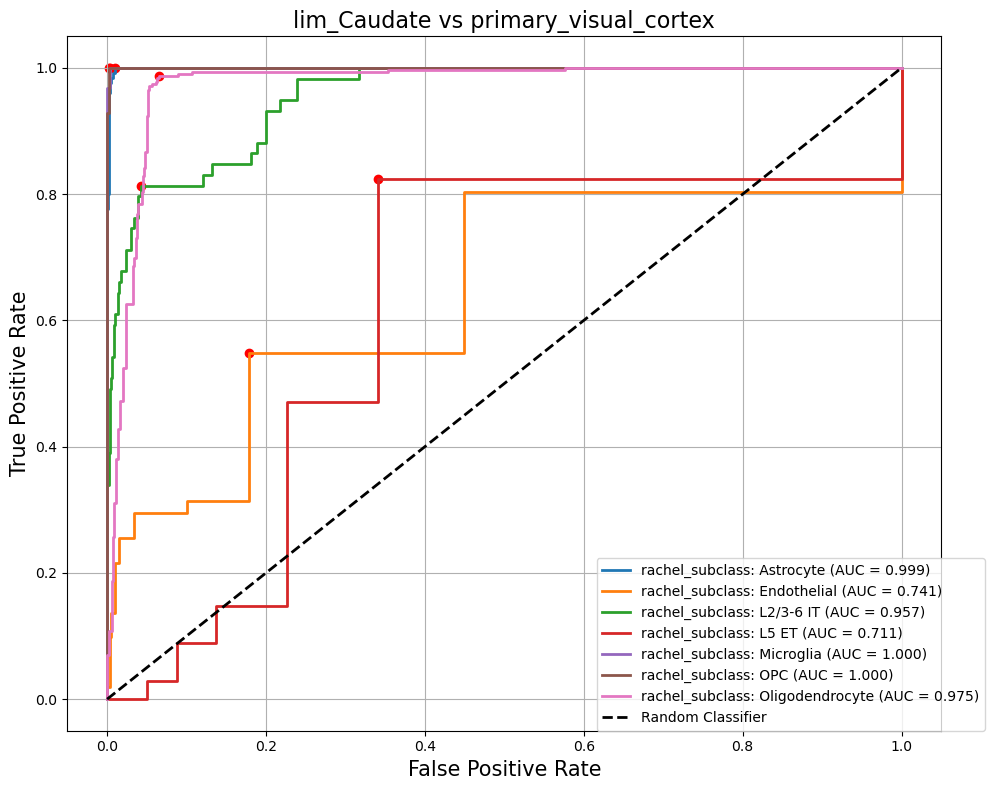 lim_Caudate vs primary_visual_cortex
True Positive Rate
1.0
0.8
0.6
0.4
0.2
0.0
rachel_subclass: Astrocyte (AUC = 0.999)
rachel_subclass: Endothelial (AUC = 0.741)
rachel_subclass: L2/3-6 IT (AUC = 0.957)
rachel_subclass: L5 ET (AUC = 0.711)
rachel_subclass: Microglia (AUC = 1.000)
rachel_subclass: OPC (AUC = 1.000)
rachel_subclass: Oligodendrocyte (AUC = 0.975)
Random Classifier
0.0 0.2 0.4 0.6 0.8 1.0
False Positive Rate